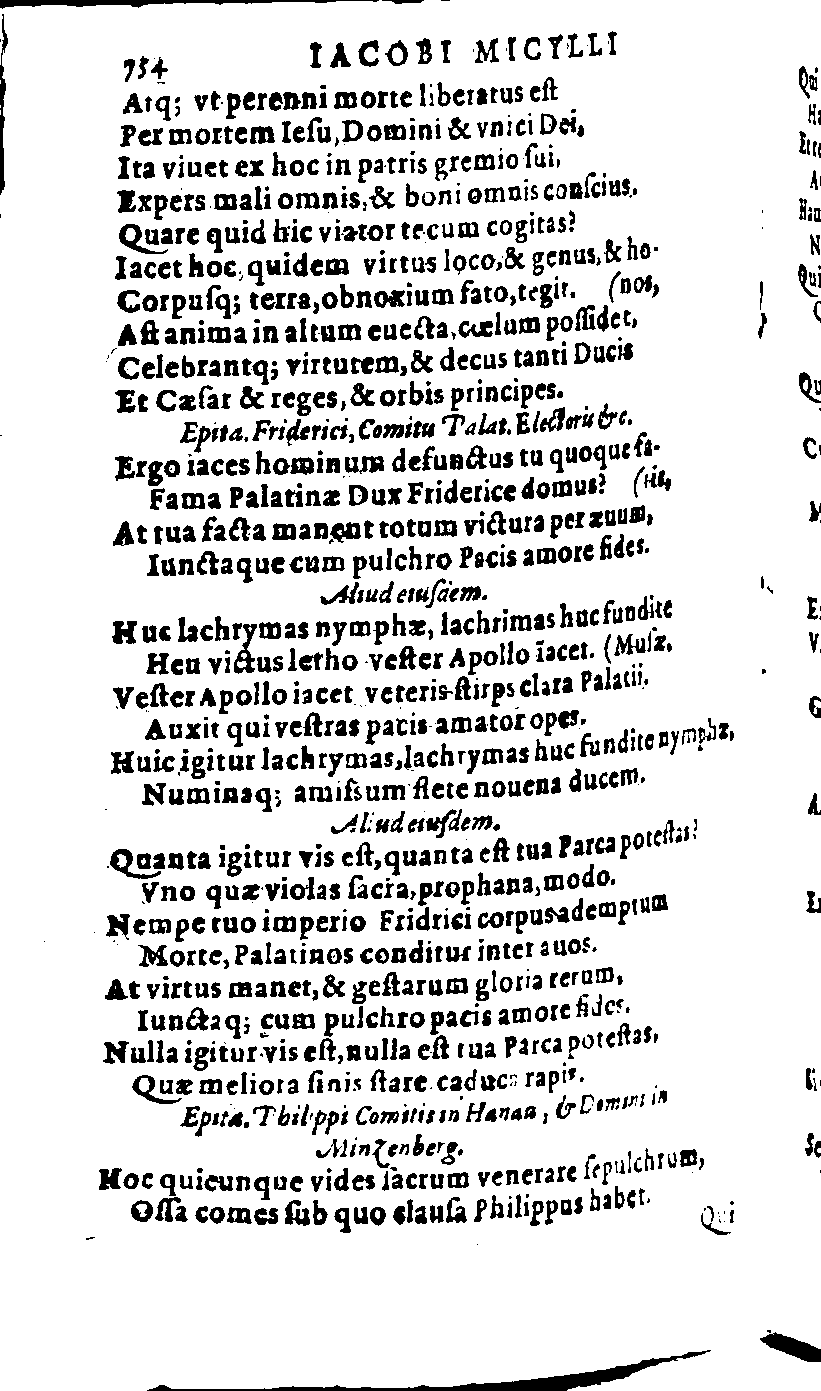 754 IACOBI MICYLLI
Atq; vt perenni morte liberatus eſt
Per mortem Ieſu, Domini & vnici Dei,
Ita viuet ex hoc in patris gremio ſui,
Expers mali omnis, & boni omnis conſcius.
Quare quid hic viator tecum cogitas?
Iacet hoc, quidem virtus loco, & genus, & ho-
Corpuſq; terra, obnoxium fato, tegit. (nos,
Aſt anima in altum euecta, cœlum poſſidet,
Celebrantq; virtutem, & decus tanti Ducis
Et Cæſar & reges, & orbis principes.
Epita. Friderici, Comitis Palat. Electoris &c.
Ergo iaces hominum defunctus tu quoque fa-
Fama Palatinæ Dux Friderice domus? (tis,
At tua facta manent totum victura per æuum,
Iunctaque cum pulchro Pacis amore fides.
Aliud eiuſdem.
Huc lachrymas nymphæ, lachrimas huc fundite
Heu victus letho veſter Apollo iacet. (Muſæ,
Veſter Apollo iacet veteris ſtirps clara Palatii,
Auxit qui veſtras pacis amator opes.
Huic igitur lachrymas, lachrymas huc fundite nymphæ,
Numinaq; amiſsum flete nouena ducem.
Aliud eiuſdem.
Quanta igitur vis eſt, quanta eſt tua Parca poteſtas?
Vno quæ violas ſacra, prophana, modo.
Nempe tuo imperio Fridrici corpus ademptum
Morte, Palatinos conditur inter auos.
At virtus manet, & geſtarum gloria rerum,
Iunctaq; cum pulchro pacis amore fides.
Nulla igitur vis eſt, nulla eſt tua Parca poteſtas,
Quæ meliora ſinis ſtare caduca rapis.
Epita. Philippi Comitis in Hanau, & Domini in
Minzenberg.
Hoc quicunque vides ſacrum venerare ſepulchrum,
Oſſa comes ſub quo clauſa Philippus habet.
Qui